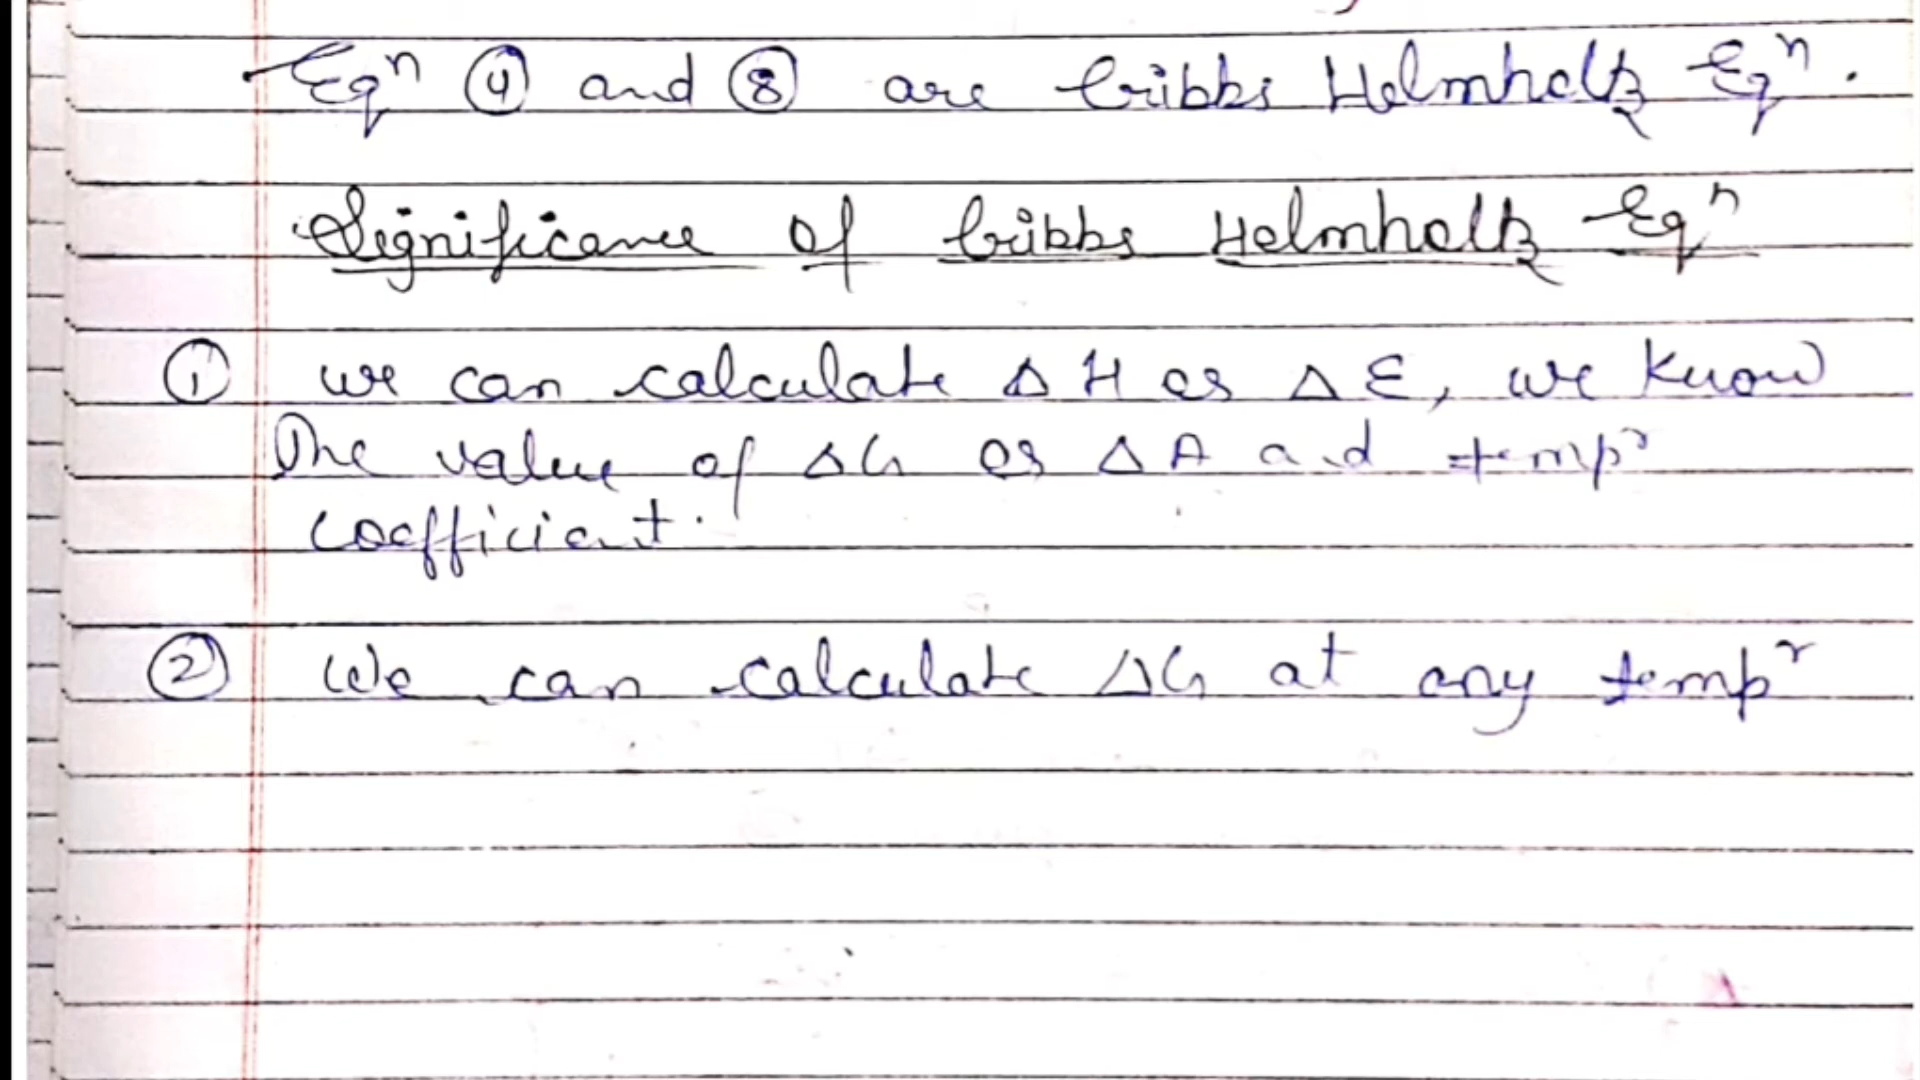 Eqⁿ ④ and ⑧ are Gibbs Helmholtz Eqⁿ.
Significance of Gibbs Helmholtz Eqⁿ
① we can calculate ΔH or ΔE, we know
The value of ΔG or ΔA and tempʳ
coefficient.
② We can calculate ΔG at any tempʳ